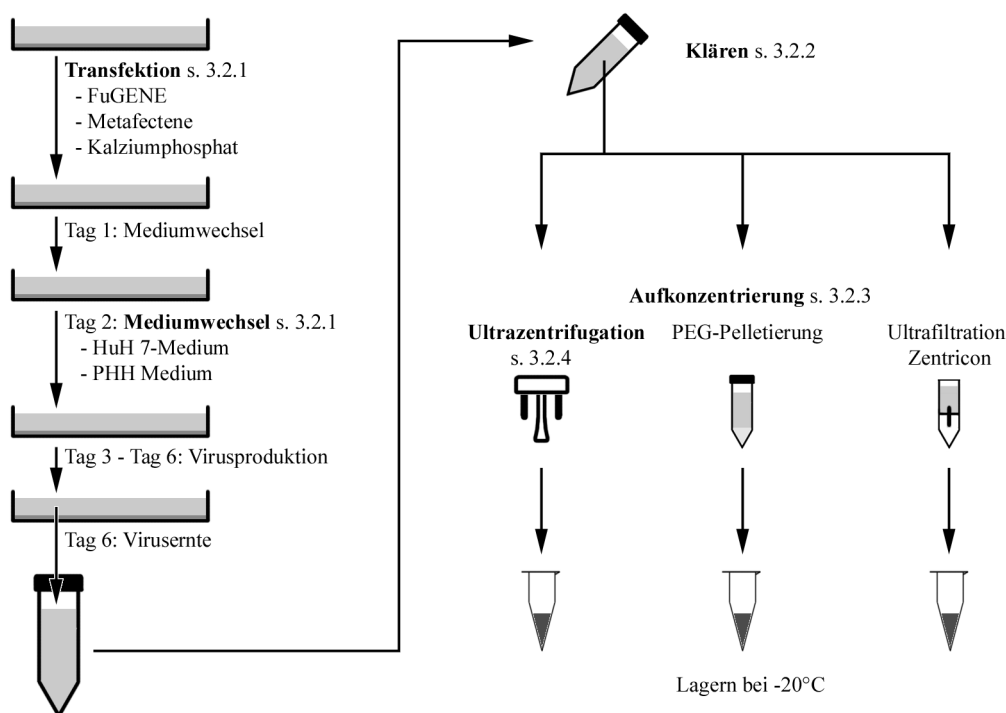 Transfektion s. 3.2.1
- FuGENE
- Metafectene
- Kalziumphosphat
Tag 1: Mediumwechsel
Tag 2: Mediumwechsel s. 3.2.1
- HuH 7-Medium
- PHH Medium
Tag 3 - Tag 6: Virusproduktion
Tag 6: Virusernte
Klären s. 3.2.2
Aufkonzentrierung s. 3.2.3
Ultrazentrifugation
s. 3.2.4
PEG-Pelletierung
Ultrafiltration
Zentricon
Lagern bei -20°C